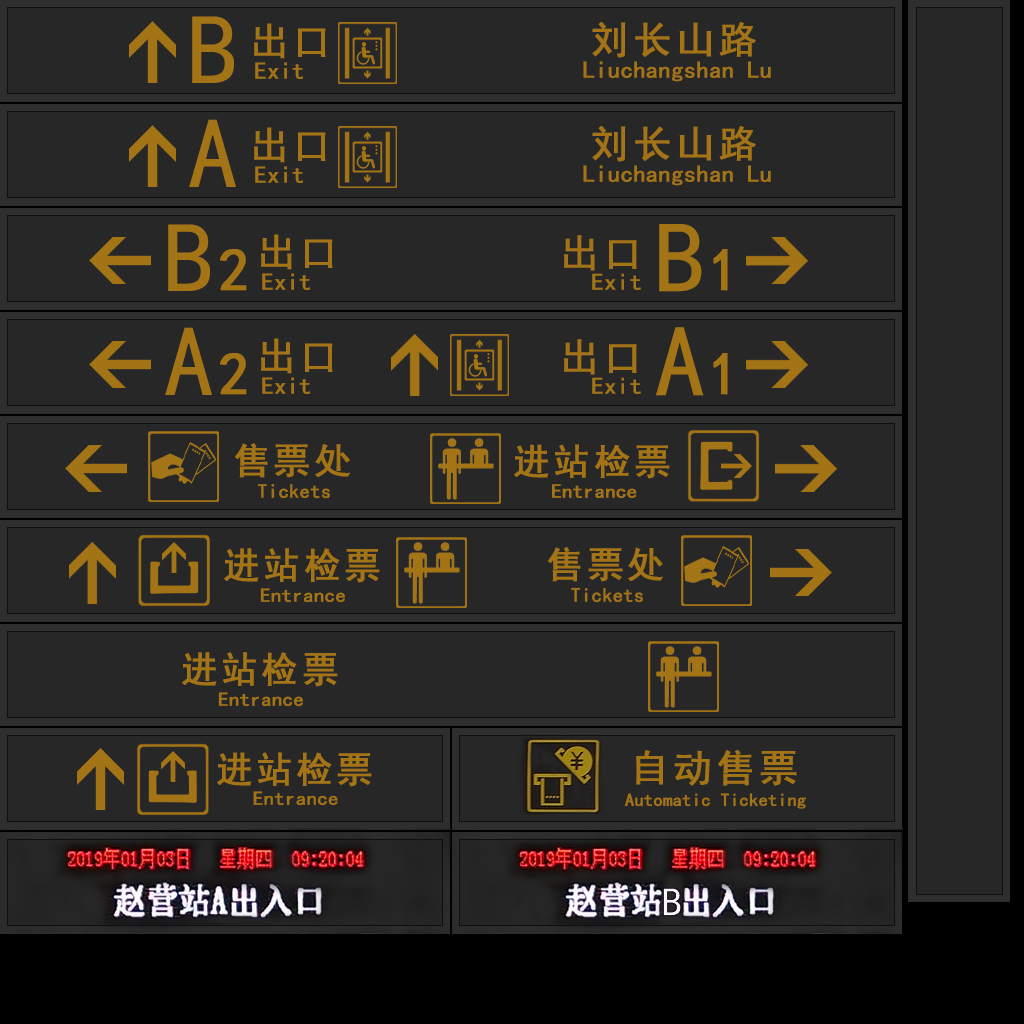 B 出口 刘长山路
Exit Liuchangshan Lu
A 出口 刘长山路
Exit Liuchangshan Lu
B2 出口 出口 B1
Exit Exit
A2 出口 出口 A1
Exit Exit
售票处 进站检票
Tickets Entrance
进站检票 售票处
Entrance Tickets
进站检票
Entrance
进站检票 ¥ 自动售票
Entrance Automatic Ticketing
2019年01月03日 星期四 09:20:04 2019年01月03日 星期四 09:20:04
赵营站A出入口 赵营站B出入口